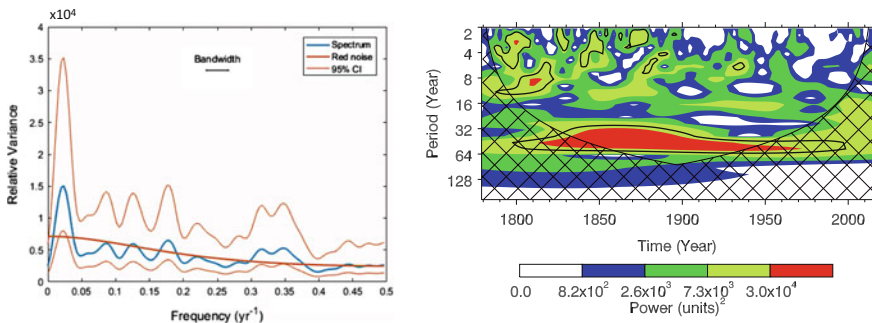 x10⁴
4
3.5
3
2.5
2
1.5
1
0.5
0
Relative Variance
Bandwidth
Spectrum
Red noise
95% CI
0 0.05 0.1 0.15 0.2 0.25 0.3 0.35 0.4 0.45 0.5
Frequency (yr⁻¹)
2
4
8
16
32
64
128
Period (Year)
1800 1850 1900 1950 2000
Time (Year)
0.0 8.2x10² 2.6x10³ 7.3x10³ 3.0x10⁴
Power (units)²